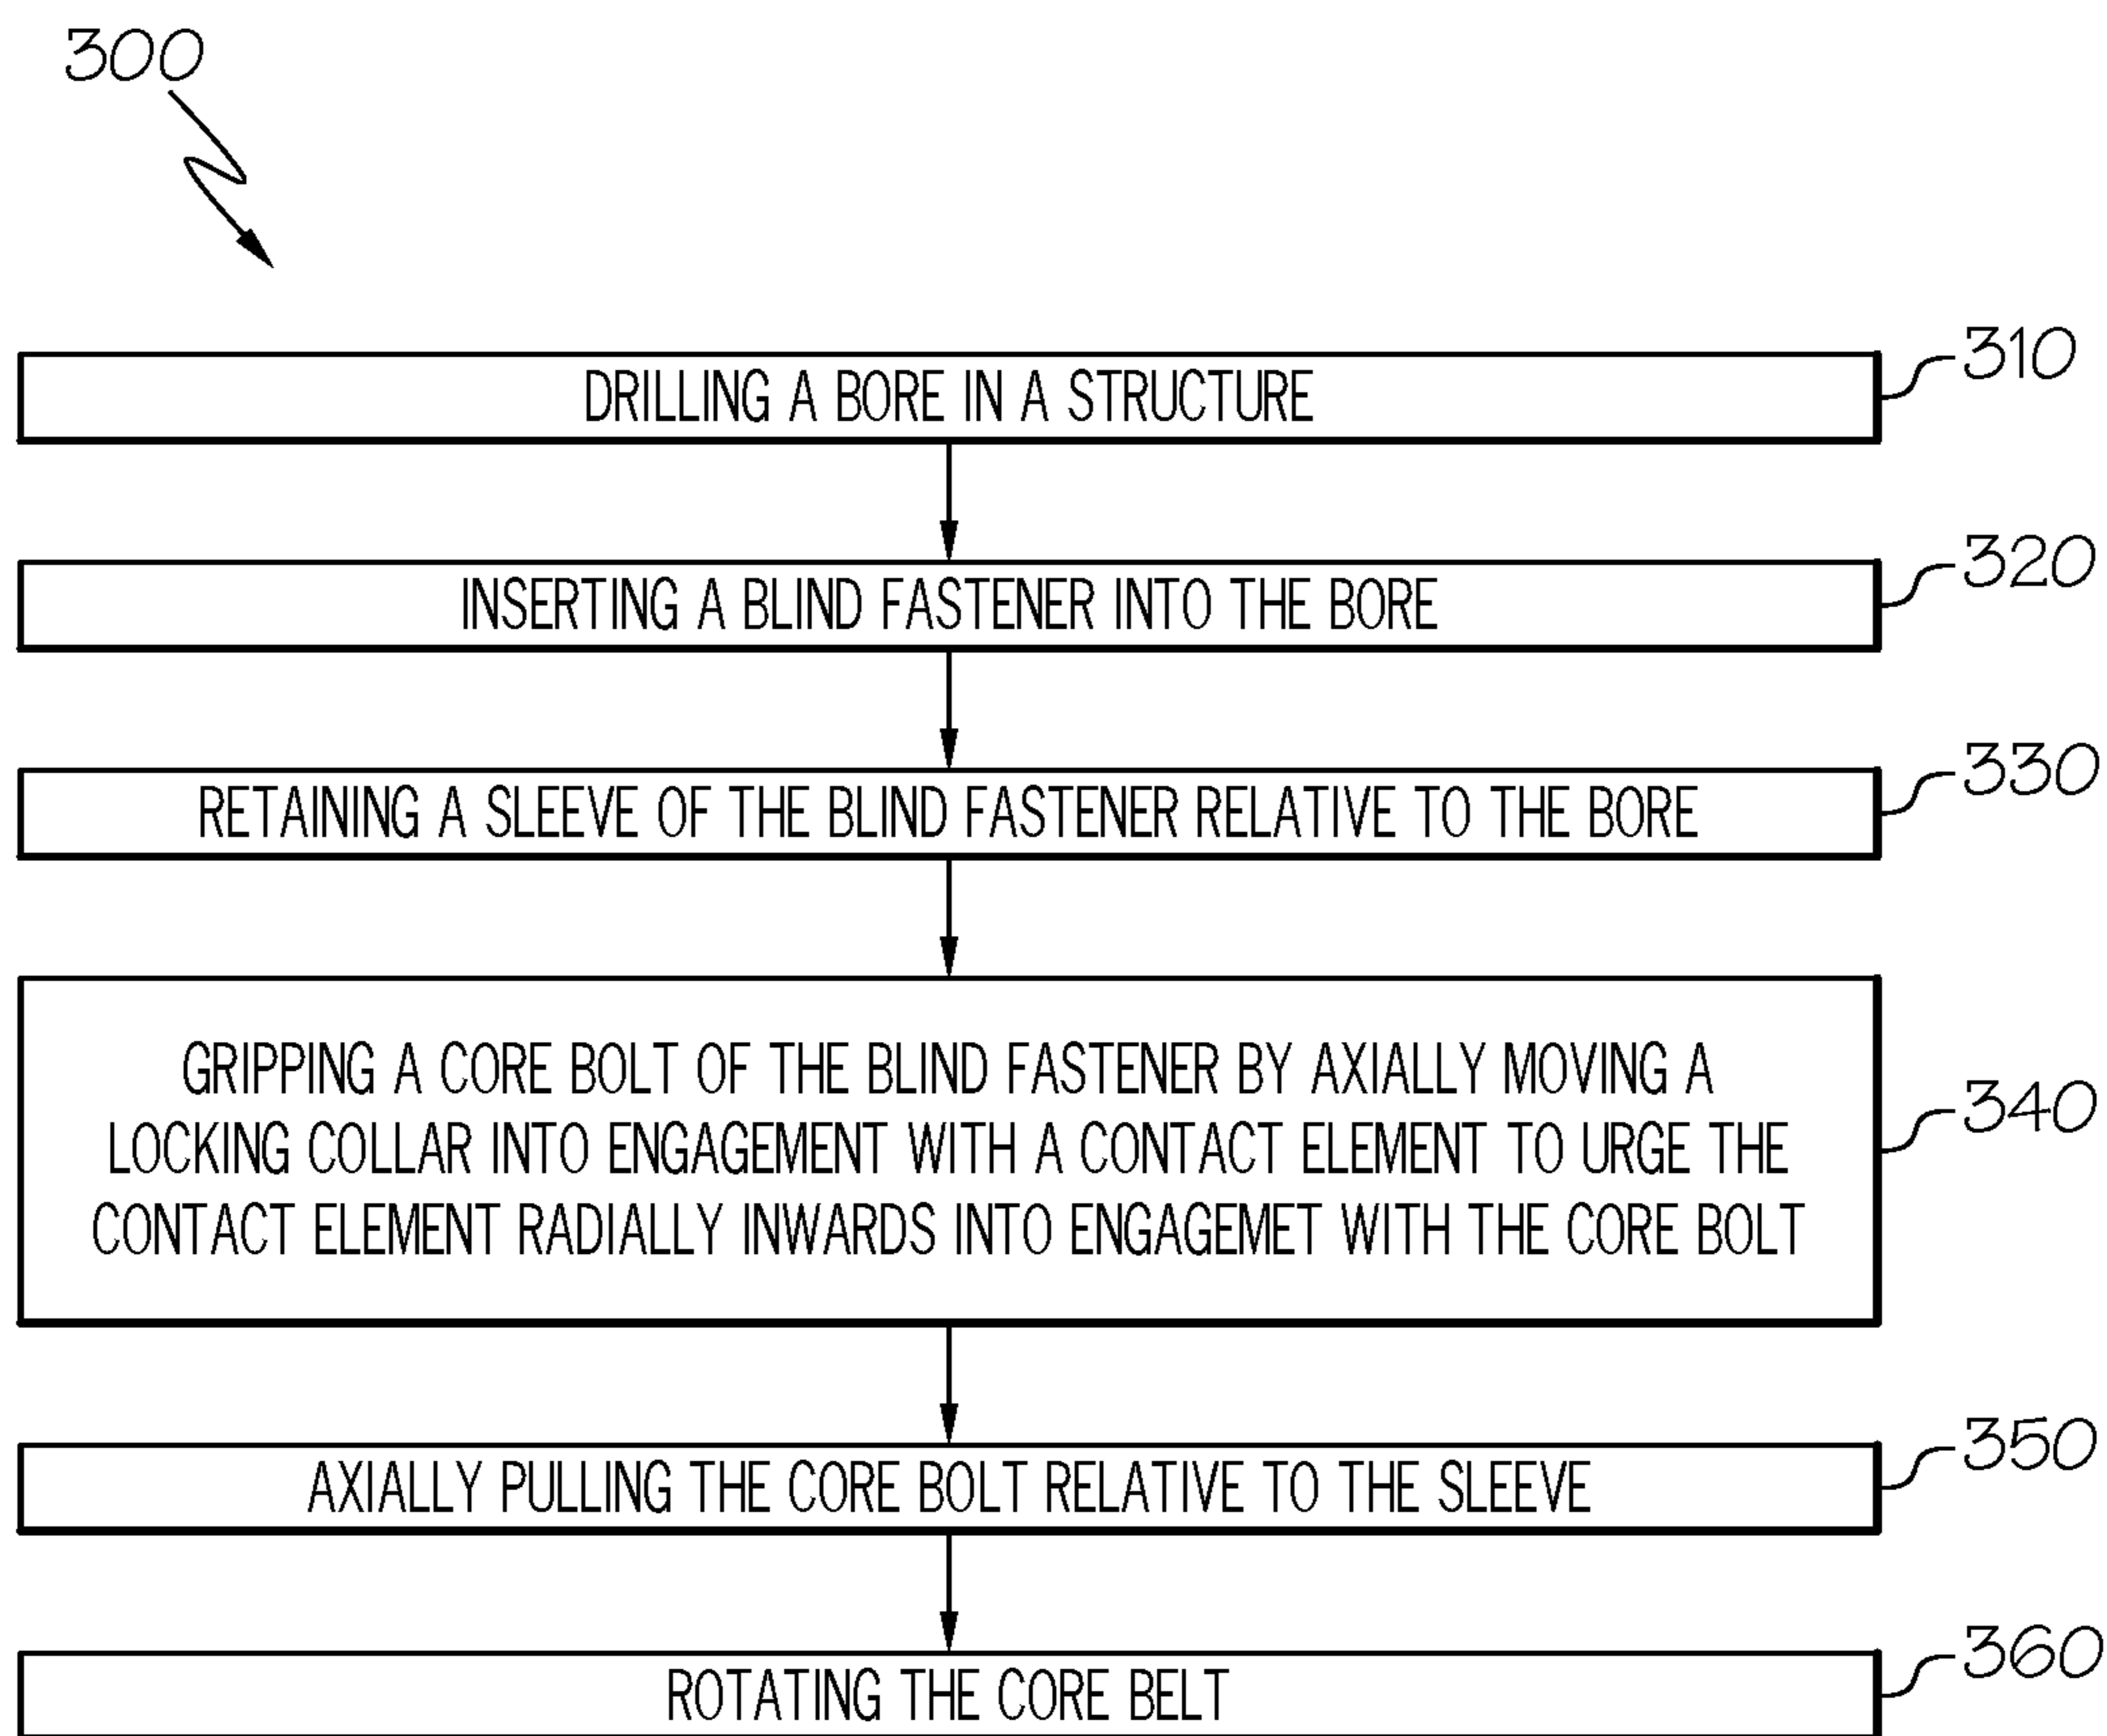 300
DRILLING A BORE IN A STRUCTURE
310
INSERTING A BLIND FASTENER INTO THE BORE
320
RETAINING A SLEEVE OF THE BLIND FASTENER RELATIVE TO THE BORE
330
GRIPPING A CORE BOLT OF THE BLIND FASTENER BY AXIALLY MOVING A
LOCKING COLLAR INTO ENGAGEMENT WITH A CONTACT ELEMENT TO URGE THE
CONTACT ELEMENT RADIALLY INWARDS INTO ENGAGEMET WITH THE CORE BOLT
340
AXIALLY PULLING THE CORE BOLT RELATIVE TO THE SLEEVE
350
ROTATING THE CORE BELT
360